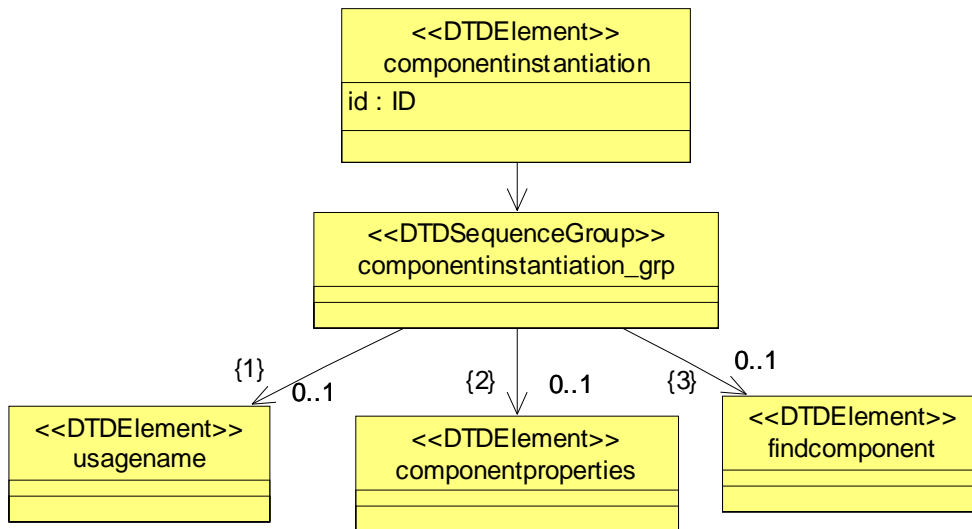 <<DTDElement>>
componentinstantiation
id : ID
<<DTDSequenceGroup>>
componentinstantiation_grp
{1}
0..1
{2}
0..1
{3}
0..1
<<DTDElement>>
usagename
<<DTDElement>>
componentproperties
<<DTDElement>>
findcomponent